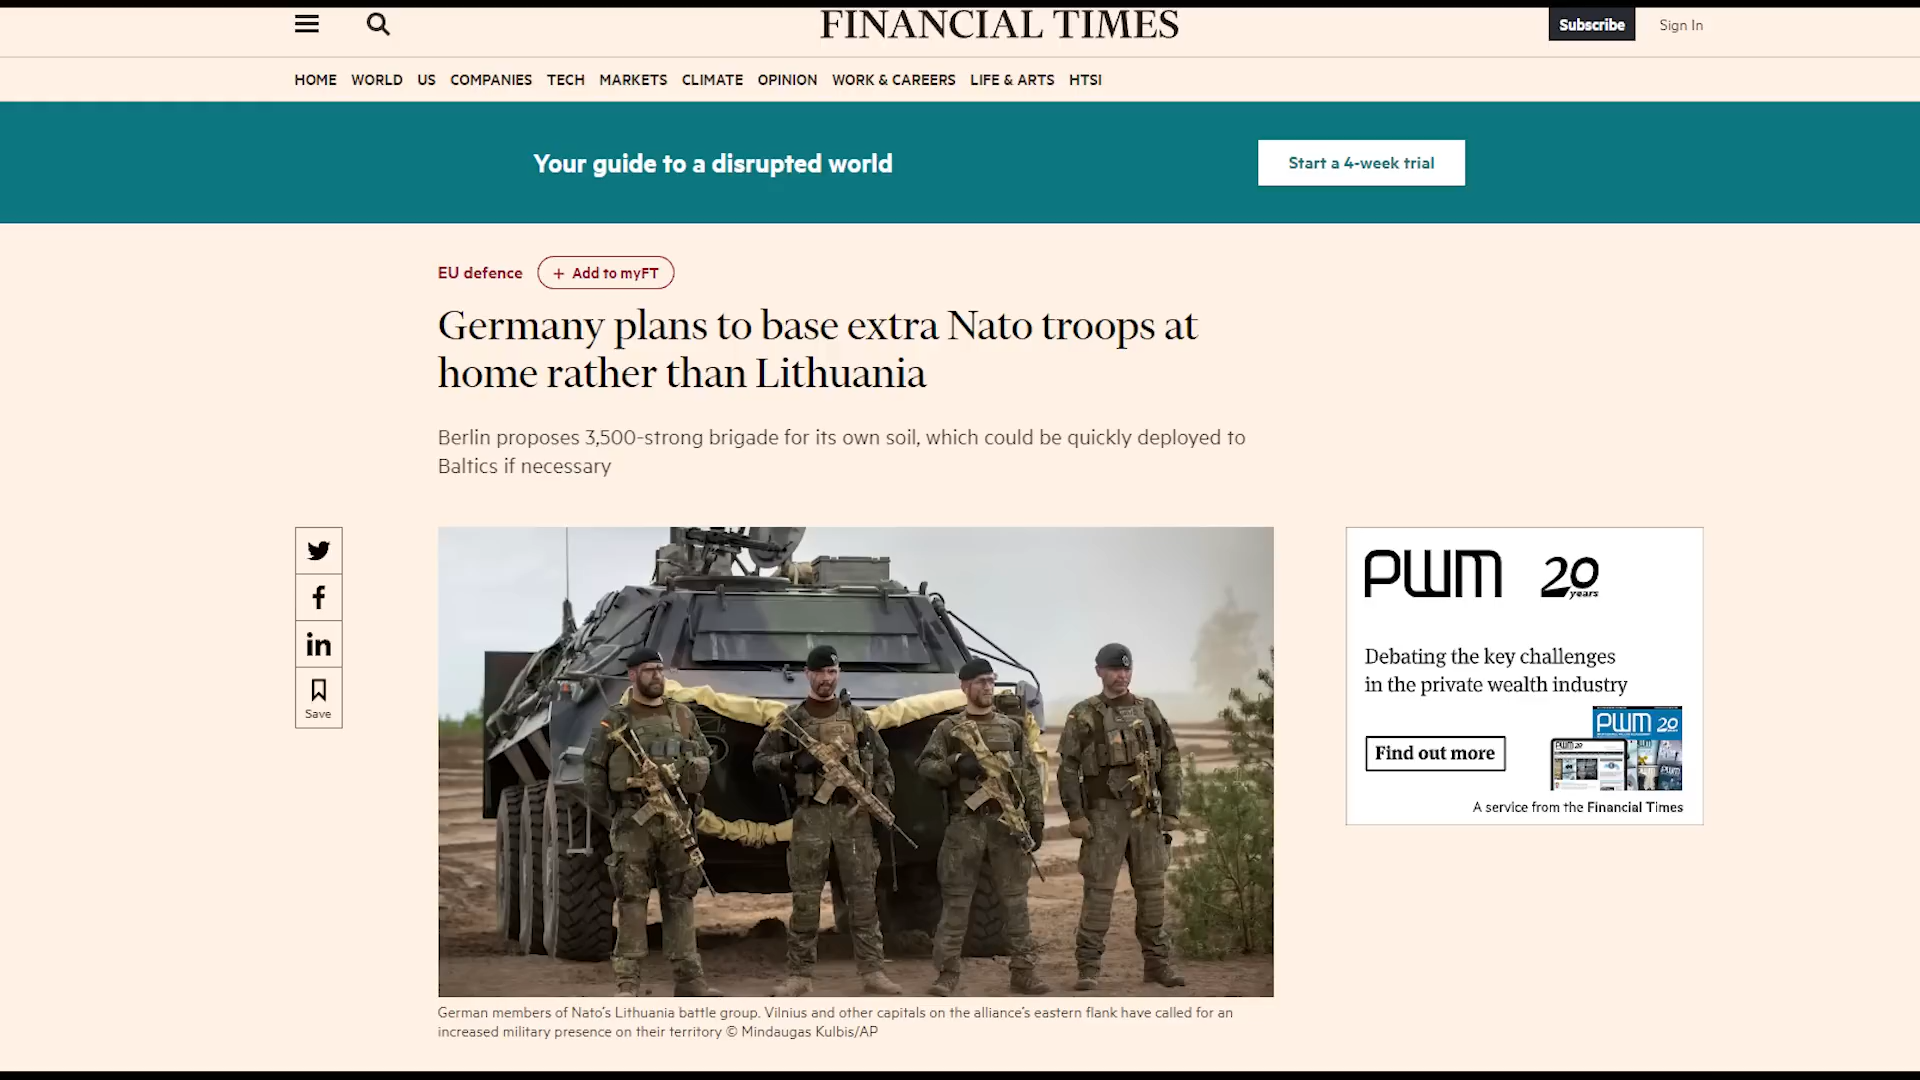 FINANCIAL TIMES
Subscribe
Sign In
HOME WORLD US COMPANIES TECH MARKETS CLIMATE OPINION WORK & CAREERS LIFE & ARTS HTSI
Your guide to a disrupted world
Start a 4-week trial
EU defence
+ Add to myFT
Germany plans to base extra Nato troops at
home rather than Lithuania
Berlin proposes 3,500-strong brigade for its own soil, which could be quickly deployed to
Baltics if necessary
in
Save
PWM 20 years
Debating the key challenges
in the private wealth industry
PWM 20
Find out more
A service from the Financial Times
German members of Nato's Lithuania battle group. Vilnius and other capitals on the alliance's eastern flank have called for an
increased military presence on their territory © Mindaugas Kulbis/AP